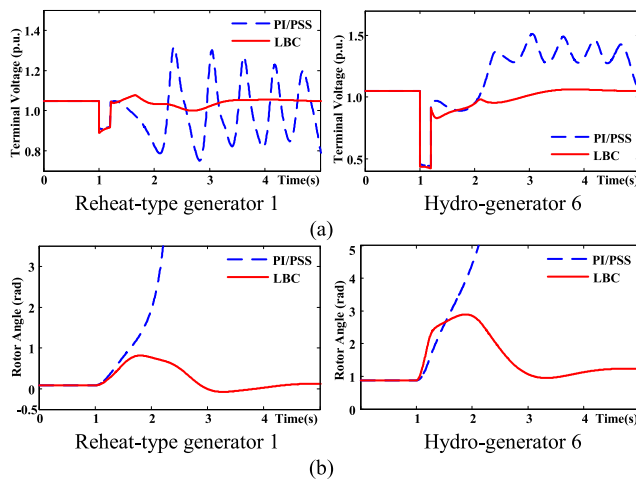 (a)
Terminal Voltage (p.u.)
1.4
1.2
1.0
0.8
0
1
2
3
4
Time(s)
PI/PSS
LBC
Reheat-type generator 1
Terminal Voltage (p.u.)
1.5
1.0
0.5
0
1
2
3
4
Time(s)
PI/PSS
LBC
Hydro-generator 6
(a)
Rotor Angle (rad)
3
2
1
0
-0.5
0
1
2
3
4
Time(s)
PI/PSS
LBC
Reheat-type generator 1
Rotor Angle (rad)
5
4
3
2
1
0
0
1
2
3
4
Time(s)
PI/PSS
LBC
Hydro-generator 6
(b)